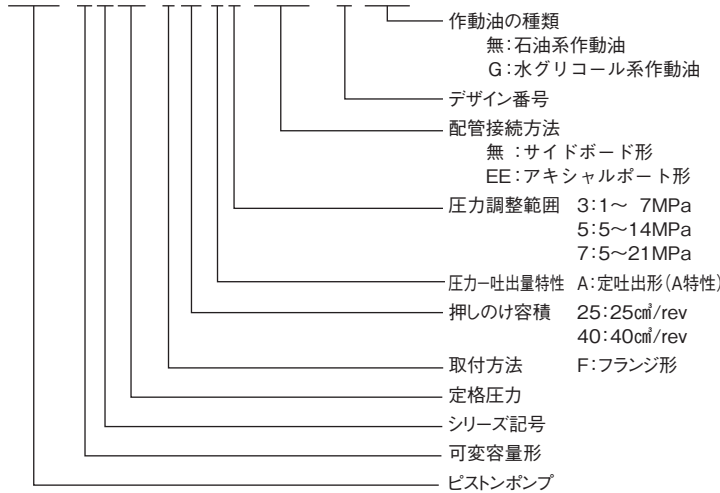 作動油の種類
無:石油系作動油
G:水グリコール系作動油
デザイン番号
配管接続方法
無 :サイドボード形
EE:アキシャルポート形
圧力調整範囲 3:1～ 7MPa
5:5～14MPa
7:5～21MPa
圧力ー吐出量特性 A:定吐出形(A特性)
押しのけ容積 25:25c㎥/rev
40:40c㎥/rev
取付方法 F:フランジ形
定格圧力
シリーズ記号
可変容量形
ピストンポンプ